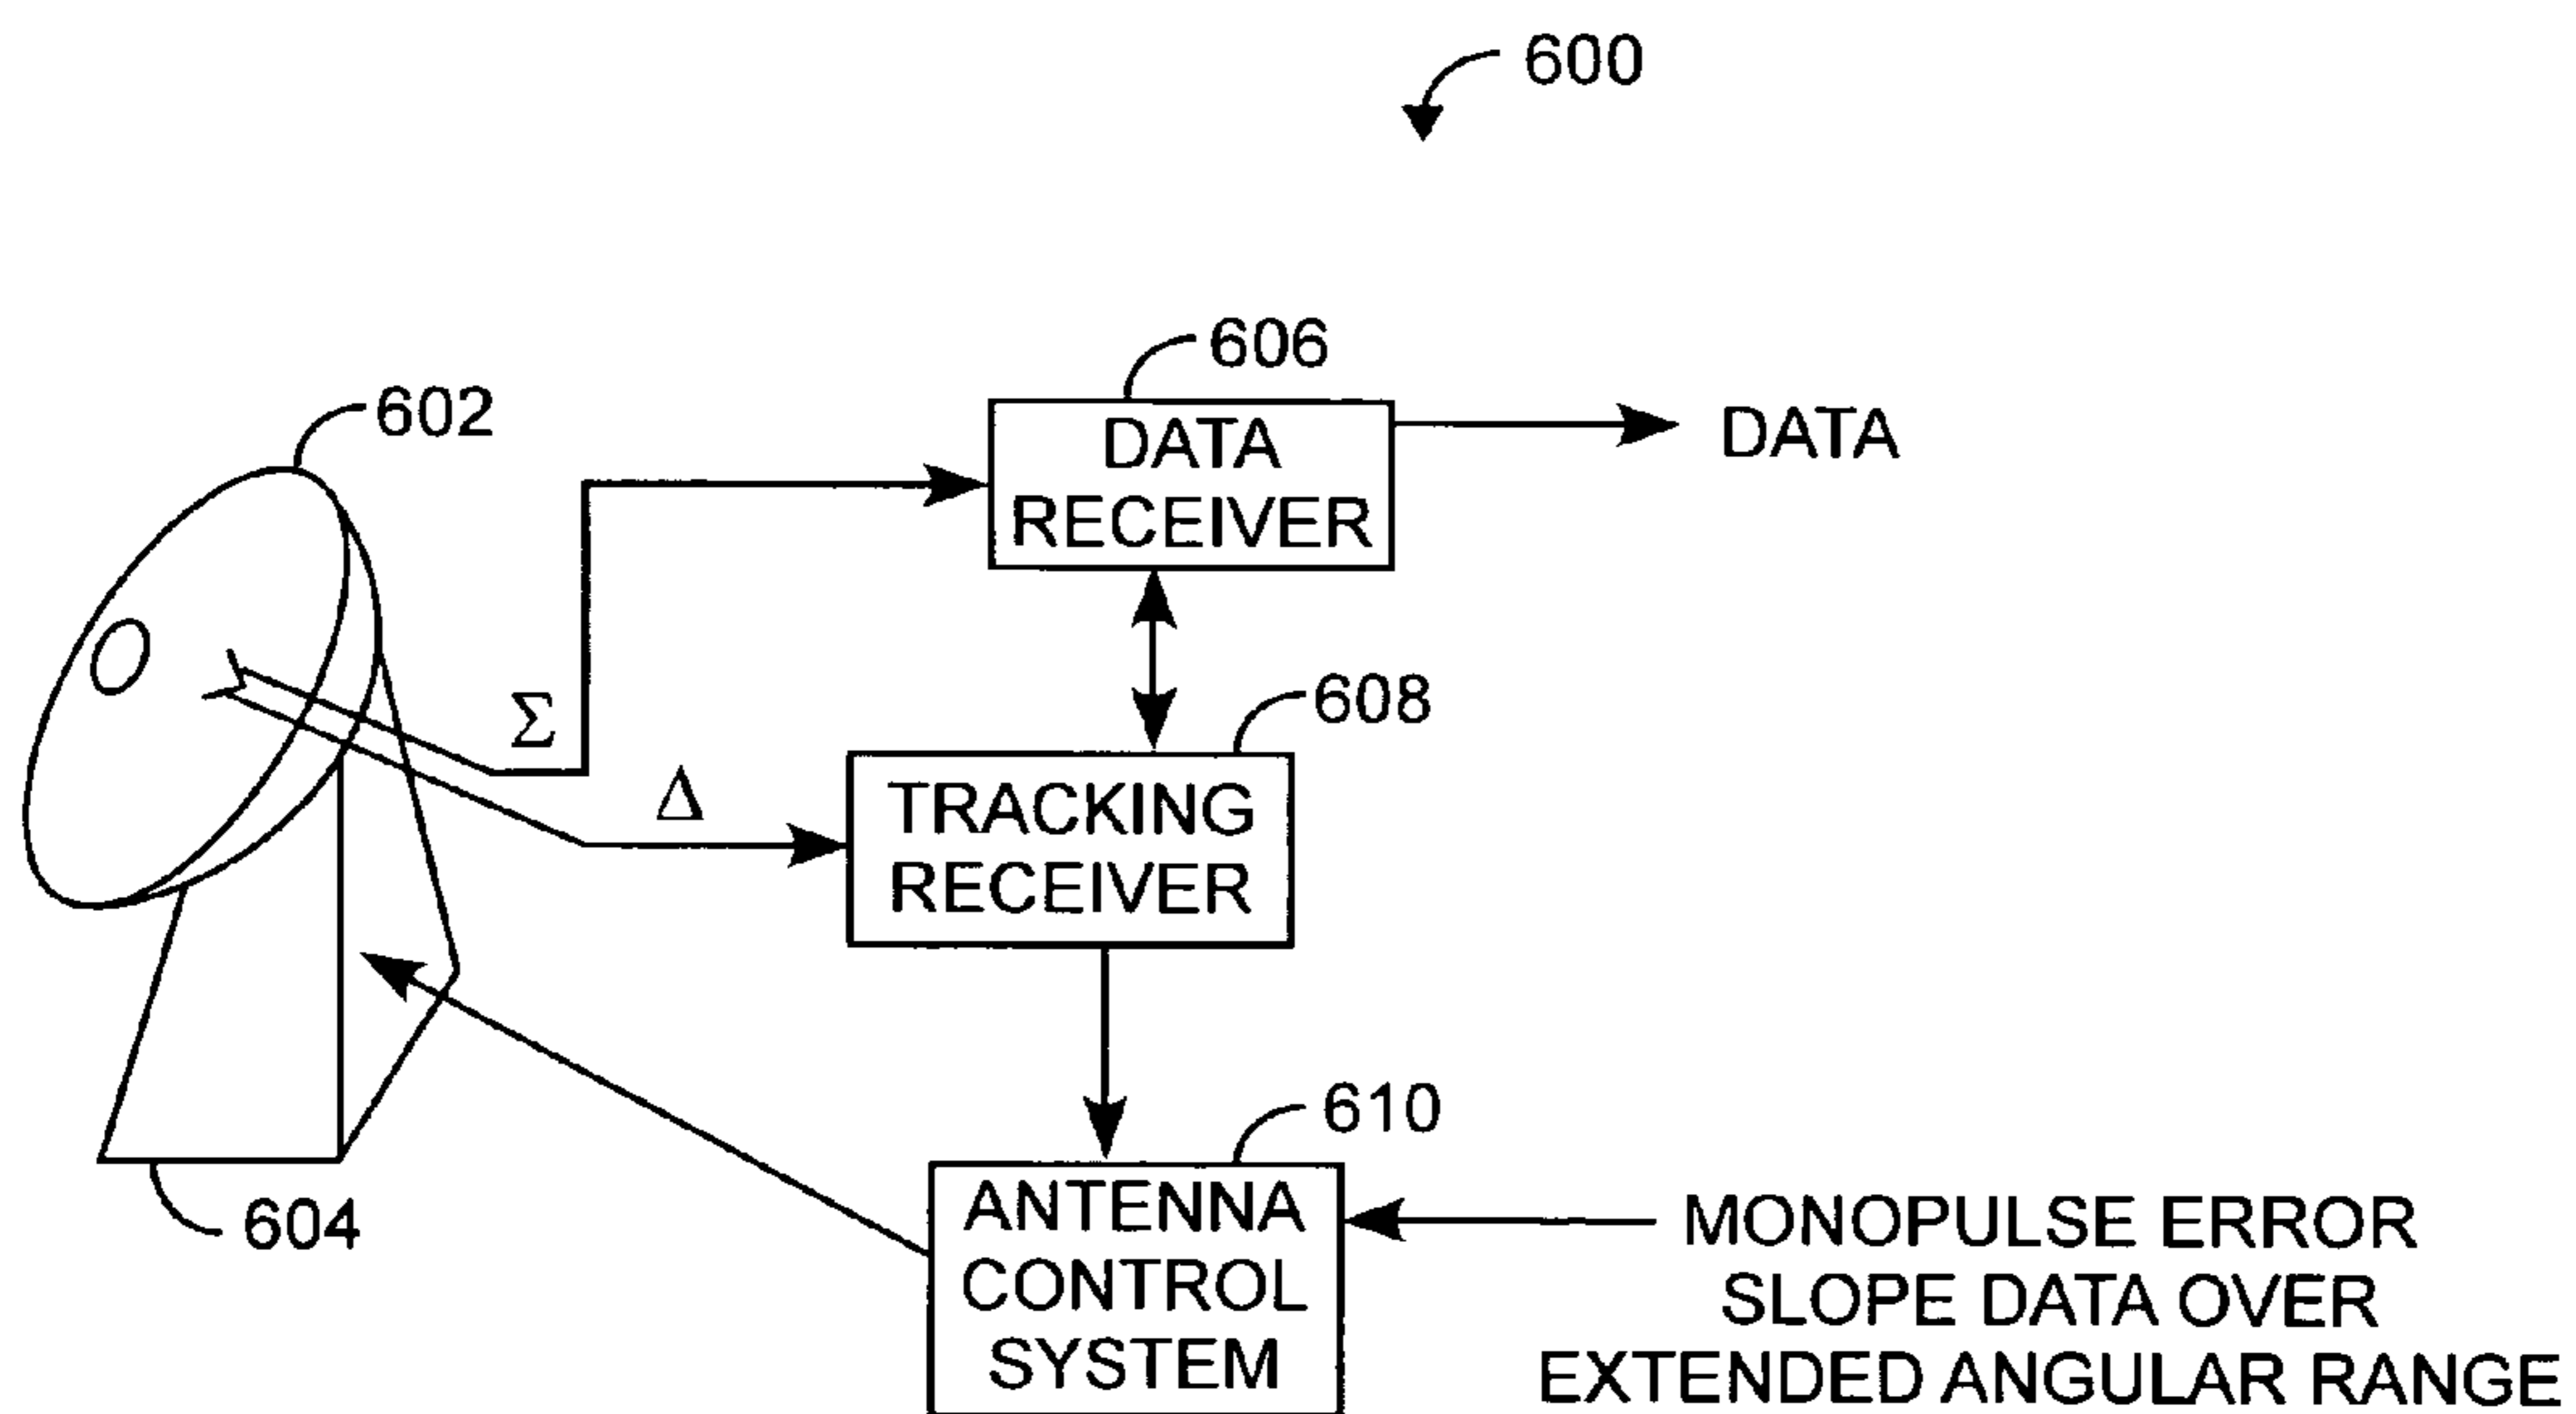 600
606
602
DATA
RECEIVER
DATA
608
Σ
Δ
TRACKING
RECEIVER
610
604
ANTENNA
CONTROL
SYSTEM
MONOPULSE ERROR
SLOPE DATA OVER
EXTENDED ANGULAR RANGE